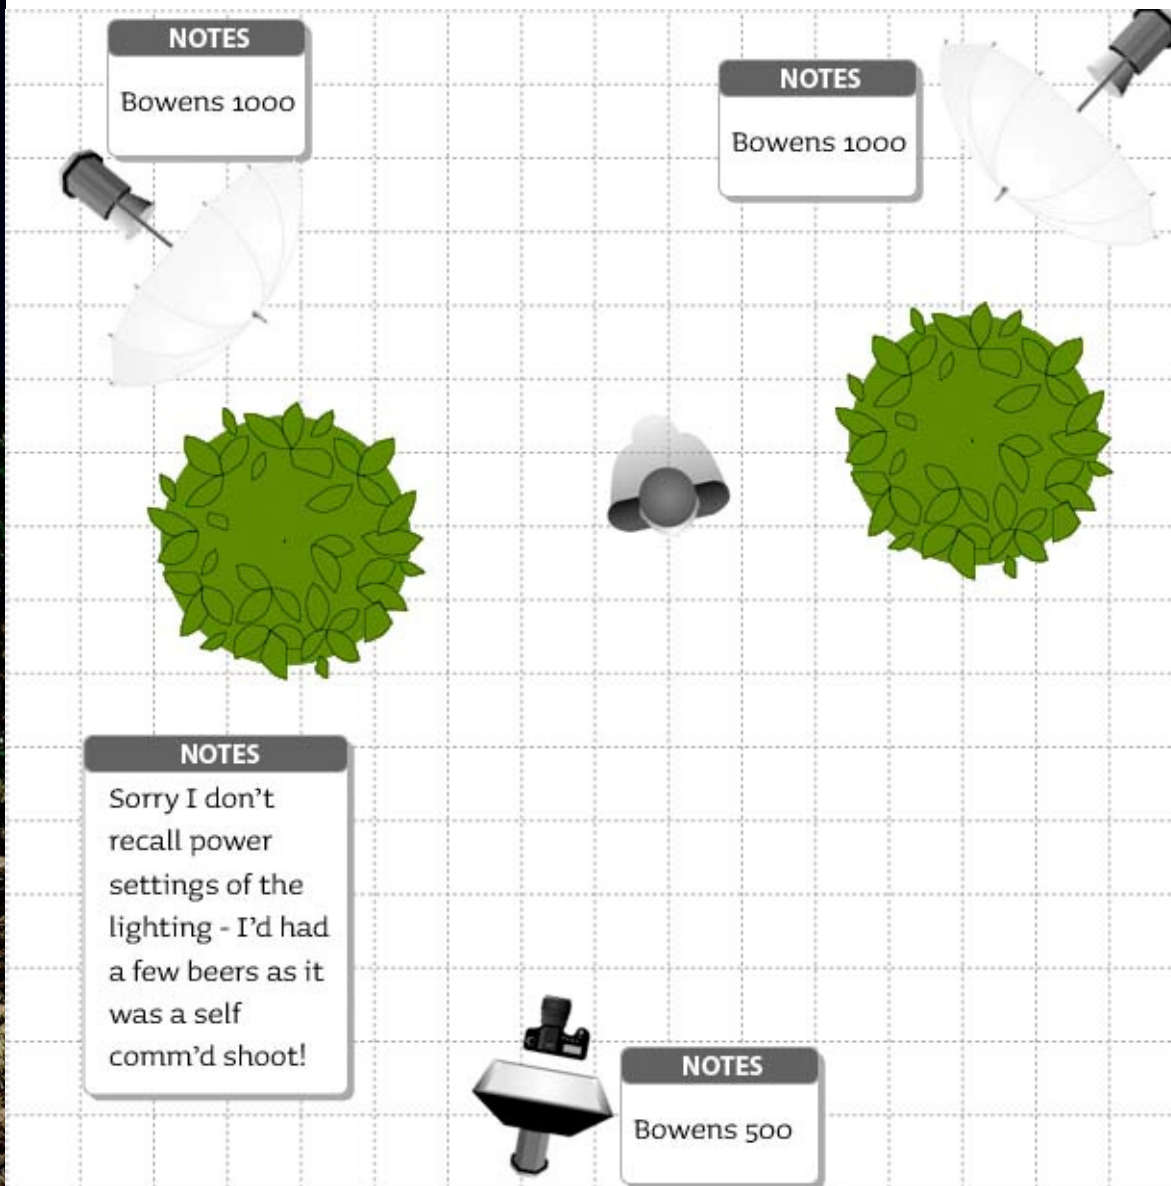 NOTES
Bowens 1000
NOTES
Bowens 1000
NOTES
Sorry I don't
recall power
settings of the
lighting - I'd had
a few beers as it
was a self
comm'd shoot!
NOTES
Bowens 500